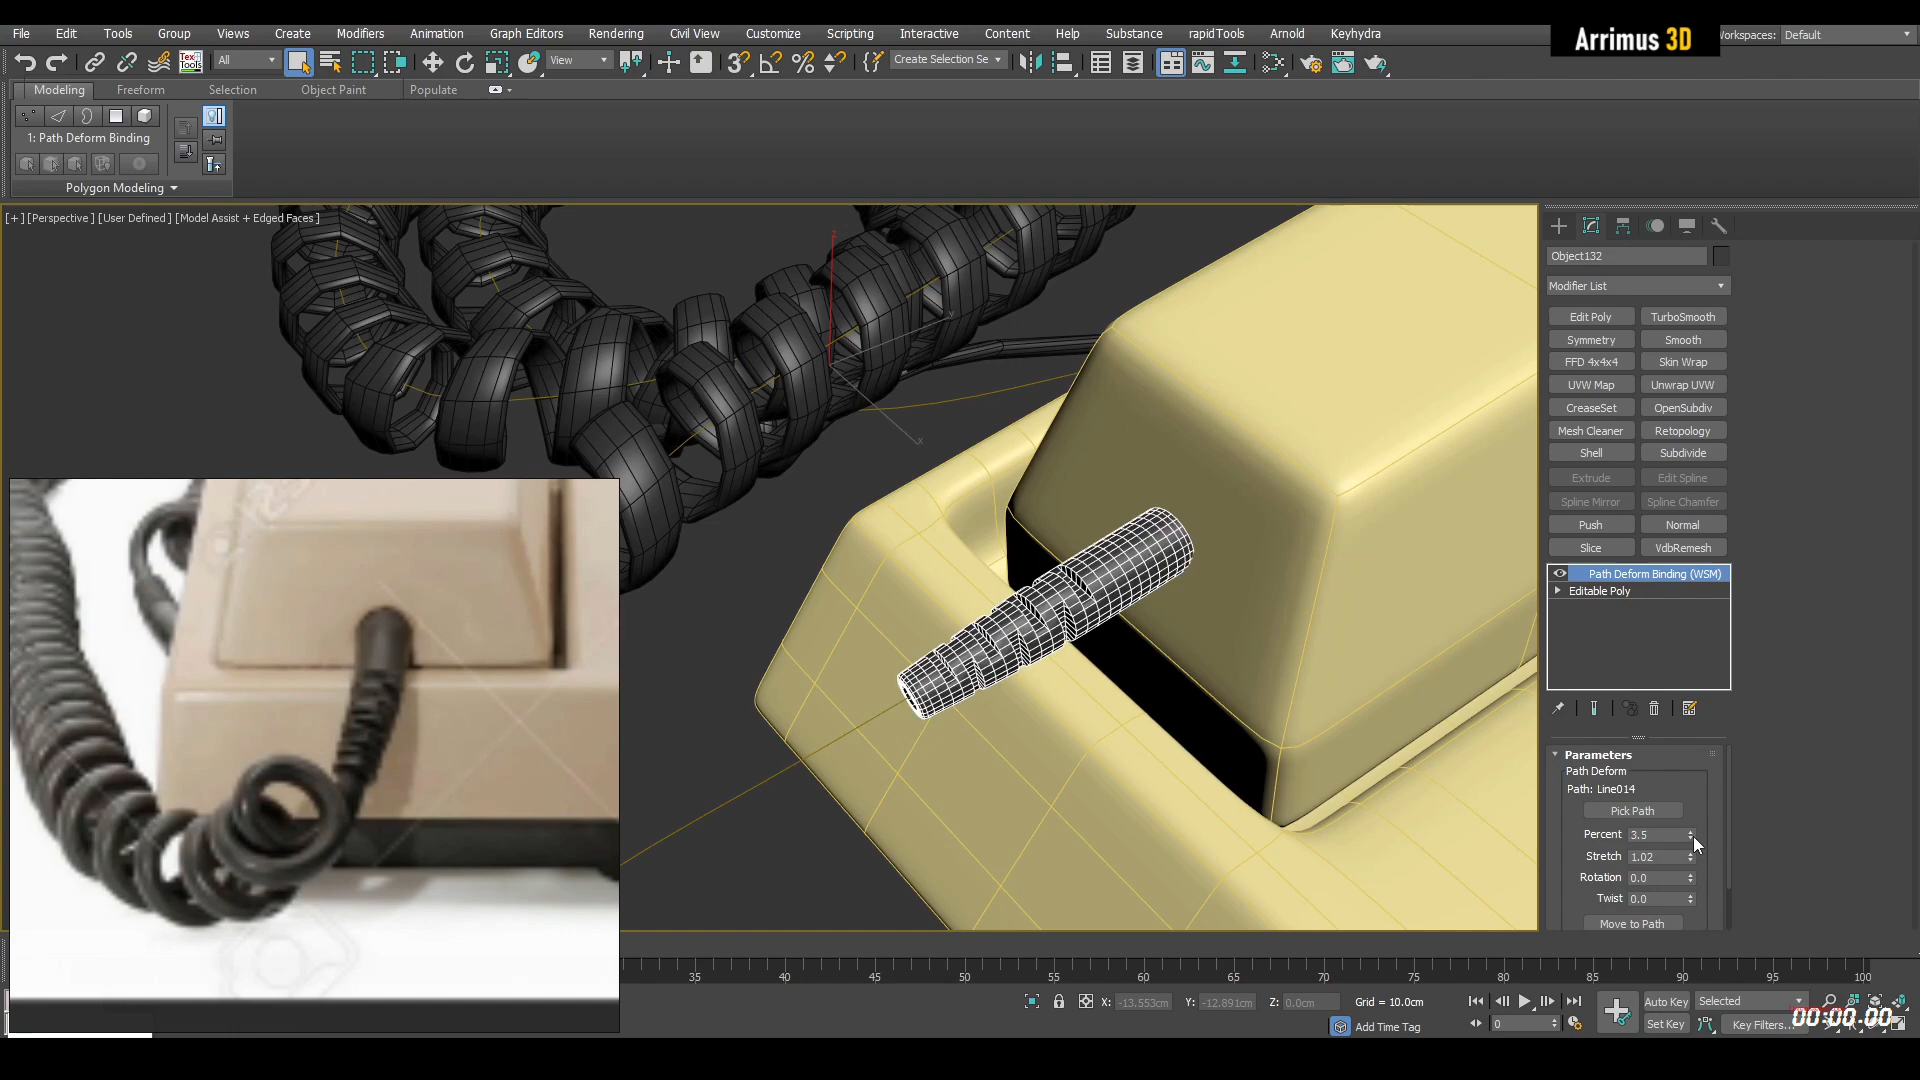 File Edit Tools Group Views Create Modifiers Animation Graph Editors Rendering Civil View Customize Scripting Interactive Content Help Substance rapidTools Arnold Keyhydra
Arrimus 3D
Workspaces: Default
All
View
Create Selection Se
Modeling Freeform Selection Object Paint Populate
1: Path Deform Binding
Polygon Modeling
[+] [Perspective ] [User Defined ] [Model Assist + Edged Faces ]
z
y
x
Object132
Modifier List
Edit Poly TurboSmooth
Symmetry Smooth
FFD 4x4x4 Skin Wrap
UVW Map Unwrap UVW
CreaseSet OpenSubdiv
Mesh Cleaner Retopology
Shell Subdivide
Extrude Edit Spline
Spline Mirror Spline Chamfer
Push Normal
Slice VdbRemesh
Path Deform Binding (WSM)
Editable Poly
Parameters
Path Deform
Path: Line014
Pick Path
Percent 3.5
Stretch 1.02
Rotation 0.0
Twist 0.0
Move to Path
35 40 45 50 55 60 65 70 75 80 85 90 95 100
X: -13.553cm Y: -12.891cm Z: 0.0cm Grid = 10.0cm
Add Time Tag
0
Auto Key Selected
Set Key Key Filters...
00:00.00